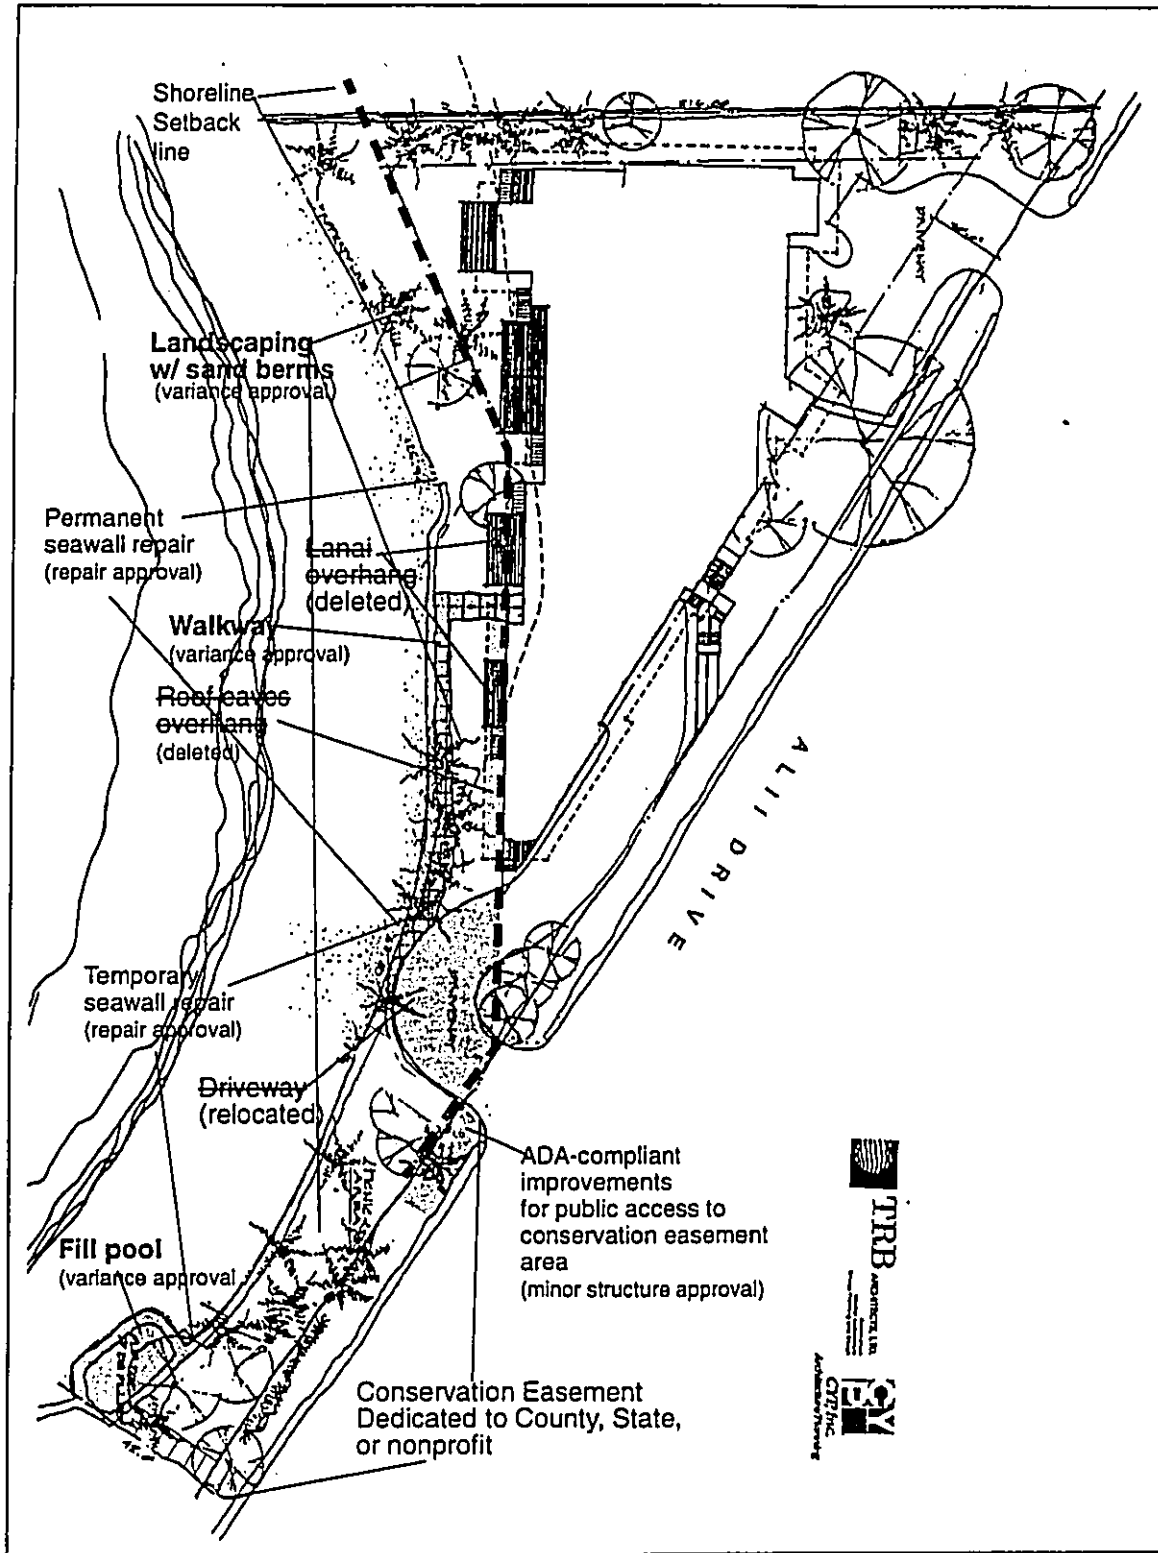 Shoreline
Setback
line
Landscaping
w/ sand berms
(variance approval)
Permanent
seawall repair
(repair approval)
Lanai
overhang
(deleted)
Walkway
(variance approval)
Roof eaves
overhang
(deleted)
ALII DRIVE
Temporary
seawall repair
(repair approval)
Driveway
(relocated)
ADA-compliant
improvements
for public access to
conservation easement
area
(minor structure approval)
Fill pool
(variance approval
Conservation Easement
Dedicated to County, State,
or nonprofit
TRB
ARCHITECTS, LTD.
CYE Inc.